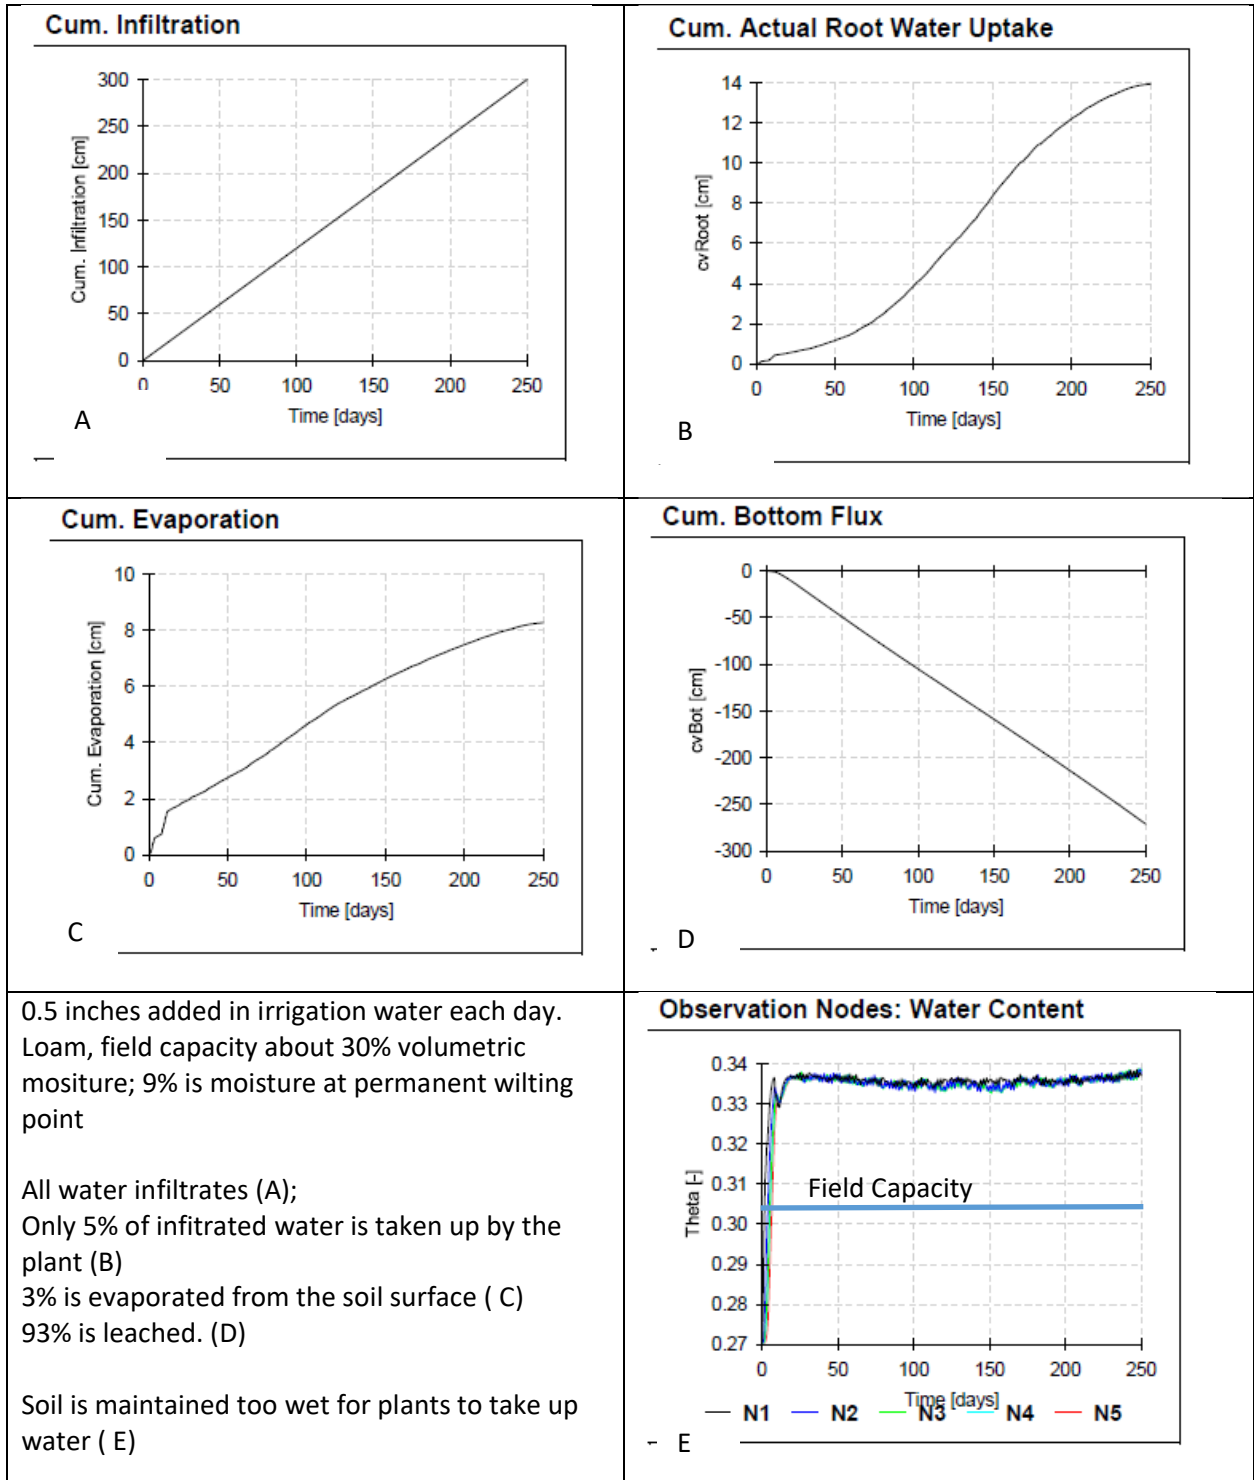 Cum. Infiltration
300
250
200
150
100
50
0
Cum. Infiltration [cm]
0 50 100 150 200 250
Time [days]
A
Cum. Actual Root Water Uptake
14
12
10
8
6
4
2
0
cvRoot [cm]
0 50 100 150 200 250
Time [days]
B
Cum. Evaporation
10
8
6
4
2
0
Cum. Evaporation [cm]
0 50 100 150 200 250
Time [days]
C
Cum. Bottom Flux
0
-50
-100
-150
-200
-250
-300
cvBot [cm]
0 50 100 150 200 250
Time [days]
D
0.5 inches added in irrigation water each day.
Loam, field capacity about 30% volumetric
mositure; 9% is moisture at permanent wilting
point
All water infiltrates (A);
Only 5% of infitrated water is taken up by the
plant (B)
3% is evaporated from the soil surface ( C)
93% is leached. (D)
Soil is maintained too wet for plants to take up
water ( E)
Observation Nodes: Water Content
0.34
0.33
0.32
0.31
0.30
0.29
0.28
0.27
Theta [-]
Field Capacity
0 50 100 150 200 250
Time [days]
N1 N2 N3 N4 N5
E